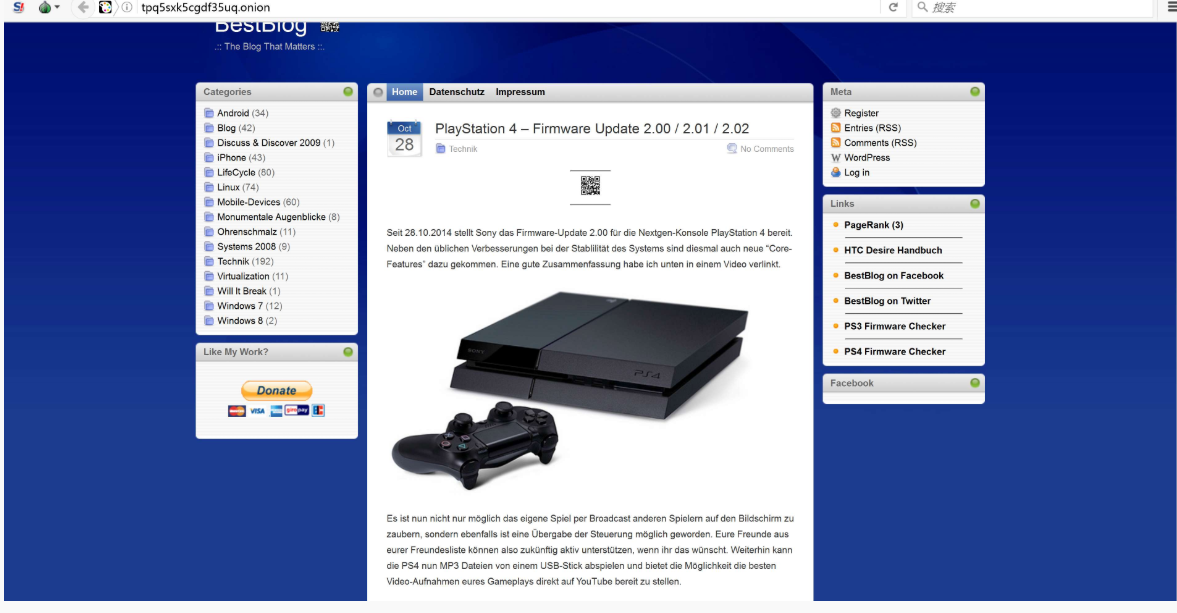 tpq5sxk5cgdf35uq.onion
搜索
BestBlog
.:: The Blog That Matters ::.
Categories
Android (34)
Blog (42)
Discuss & Discover 2009 (1)
iPhone (43)
LifeCycle (80)
Linux (74)
Mobile-Devices (60)
Monumentale Augenblicke (8)
Ohrenschmalz (11)
Systems 2008 (9)
Technik (192)
Virtualization (11)
Will It Break (1)
Windows 7 (12)
Windows 8 (2)
Like My Work?
Donate
VISA
giropay
Home Datenschutz Impressum
Oct
28
PlayStation 4 – Firmware Update 2.00 / 2.01 / 2.02
Technik
No Comments
Seit 28.10.2014 stellt Sony das Firmware-Update 2.00 für die Nextgen-Konsole PlayStation 4 bereit.
Neben den üblichen Verbesserungen bei der Stablilität des Systems sind diesmal auch neue “Core-
Features” dazu gekommen. Eine gute Zusammenfassung habe ich unten in einem Video verlinkt.
SONY
PS4
Es ist nun nicht nur möglich das eigene Spiel per Broadcast anderen Spielern auf den Bildschirm zu
zaubern, sondern ebenfalls ist eine Übergabe der Steuerung möglich geworden. Eure Freunde aus
eurer Freundesliste können also zukünftig aktiv unterstützen, wenn ihr das wünscht. Weiterhin kann
die PS4 nun MP3 Dateien von einem USB-Stick abspielen und bietet die Möglichkeit die besten
Video-Aufnahmen eures Gameplays direkt auf YouTube bereit zu stellen.
Meta
Register
Entries (RSS)
Comments (RSS)
WordPress
Log in
Links
PageRank (3)
HTC Desire Handbuch
BestBlog on Facebook
BestBlog on Twitter
PS3 Firmware Checker
PS4 Firmware Checker
Facebook